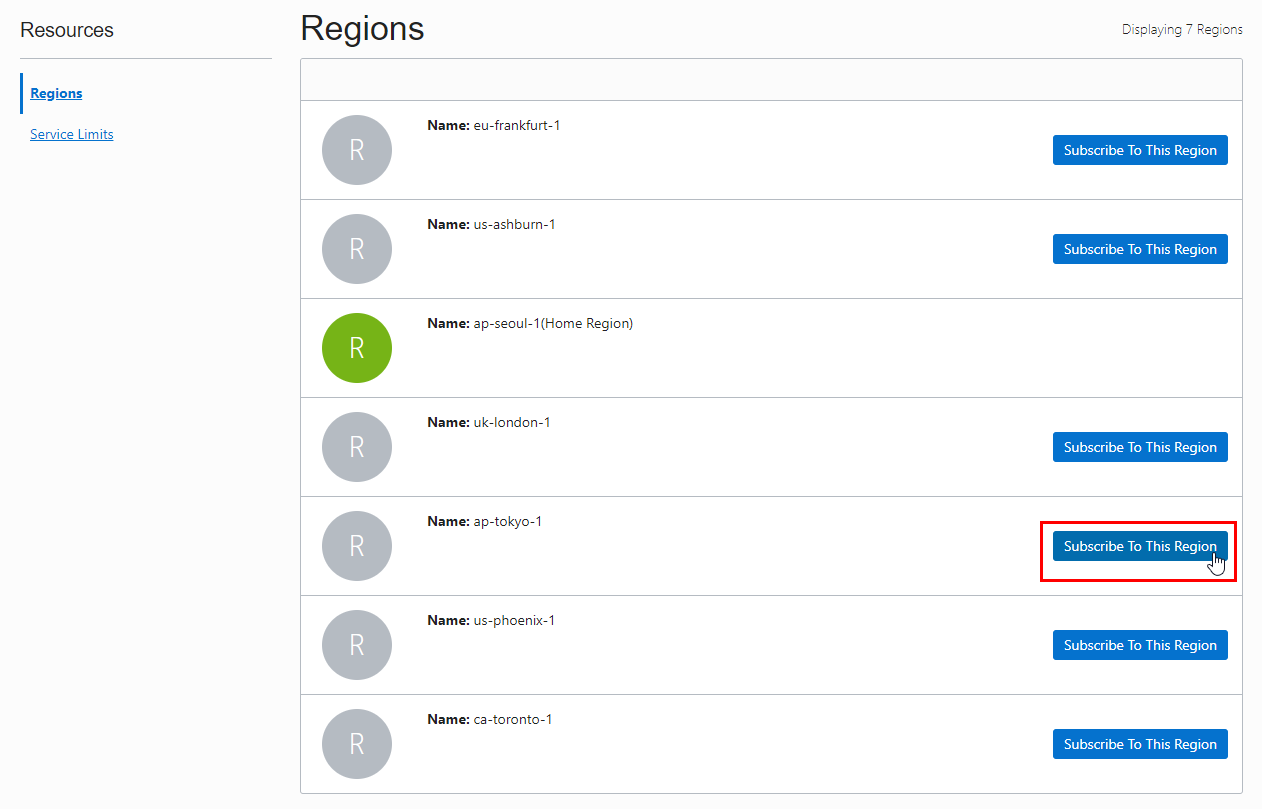 Resources
Regions
Service Limits
Regions
Displaying 7 Regions
R
Name: eu-frankfurt-1
Subscribe To This Region
R
Name: us-ashburn-1
Subscribe To This Region
R
Name: ap-seoul-1(Home Region)
R
Name: uk-london-1
Subscribe To This Region
R
Name: ap-tokyo-1
Subscribe To This Region
R
Name: us-phoenix-1
Subscribe To This Region
R
Name: ca-toronto-1
Subscribe To This Region